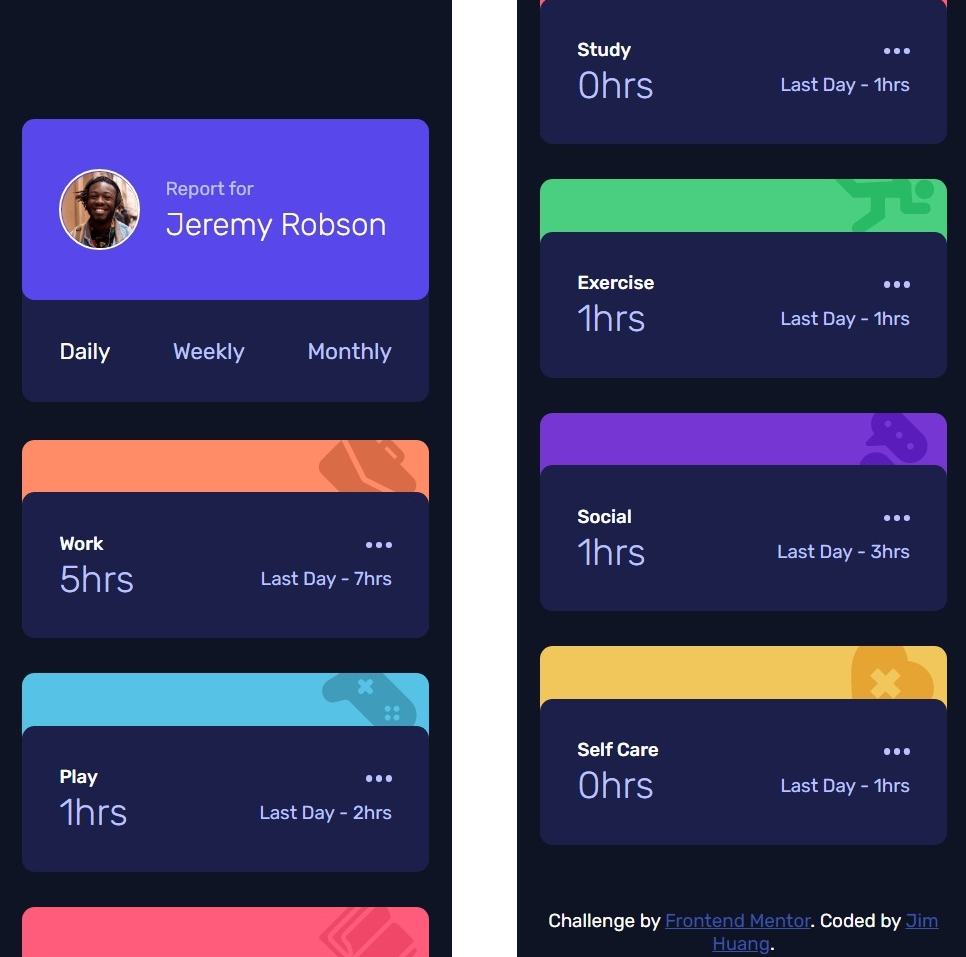 Report for
Jeremy Robson
Daily Weekly Monthly
Work
5hrs Last Day - 7hrs
Play
1hrs Last Day - 2hrs
Study
0hrs Last Day - 1hrs
Exercise
1hrs Last Day - 1hrs
Social
1hrs Last Day - 3hrs
Self Care
0hrs Last Day - 1hrs
Challenge by Frontend Mentor. Coded by Jim
Huang.